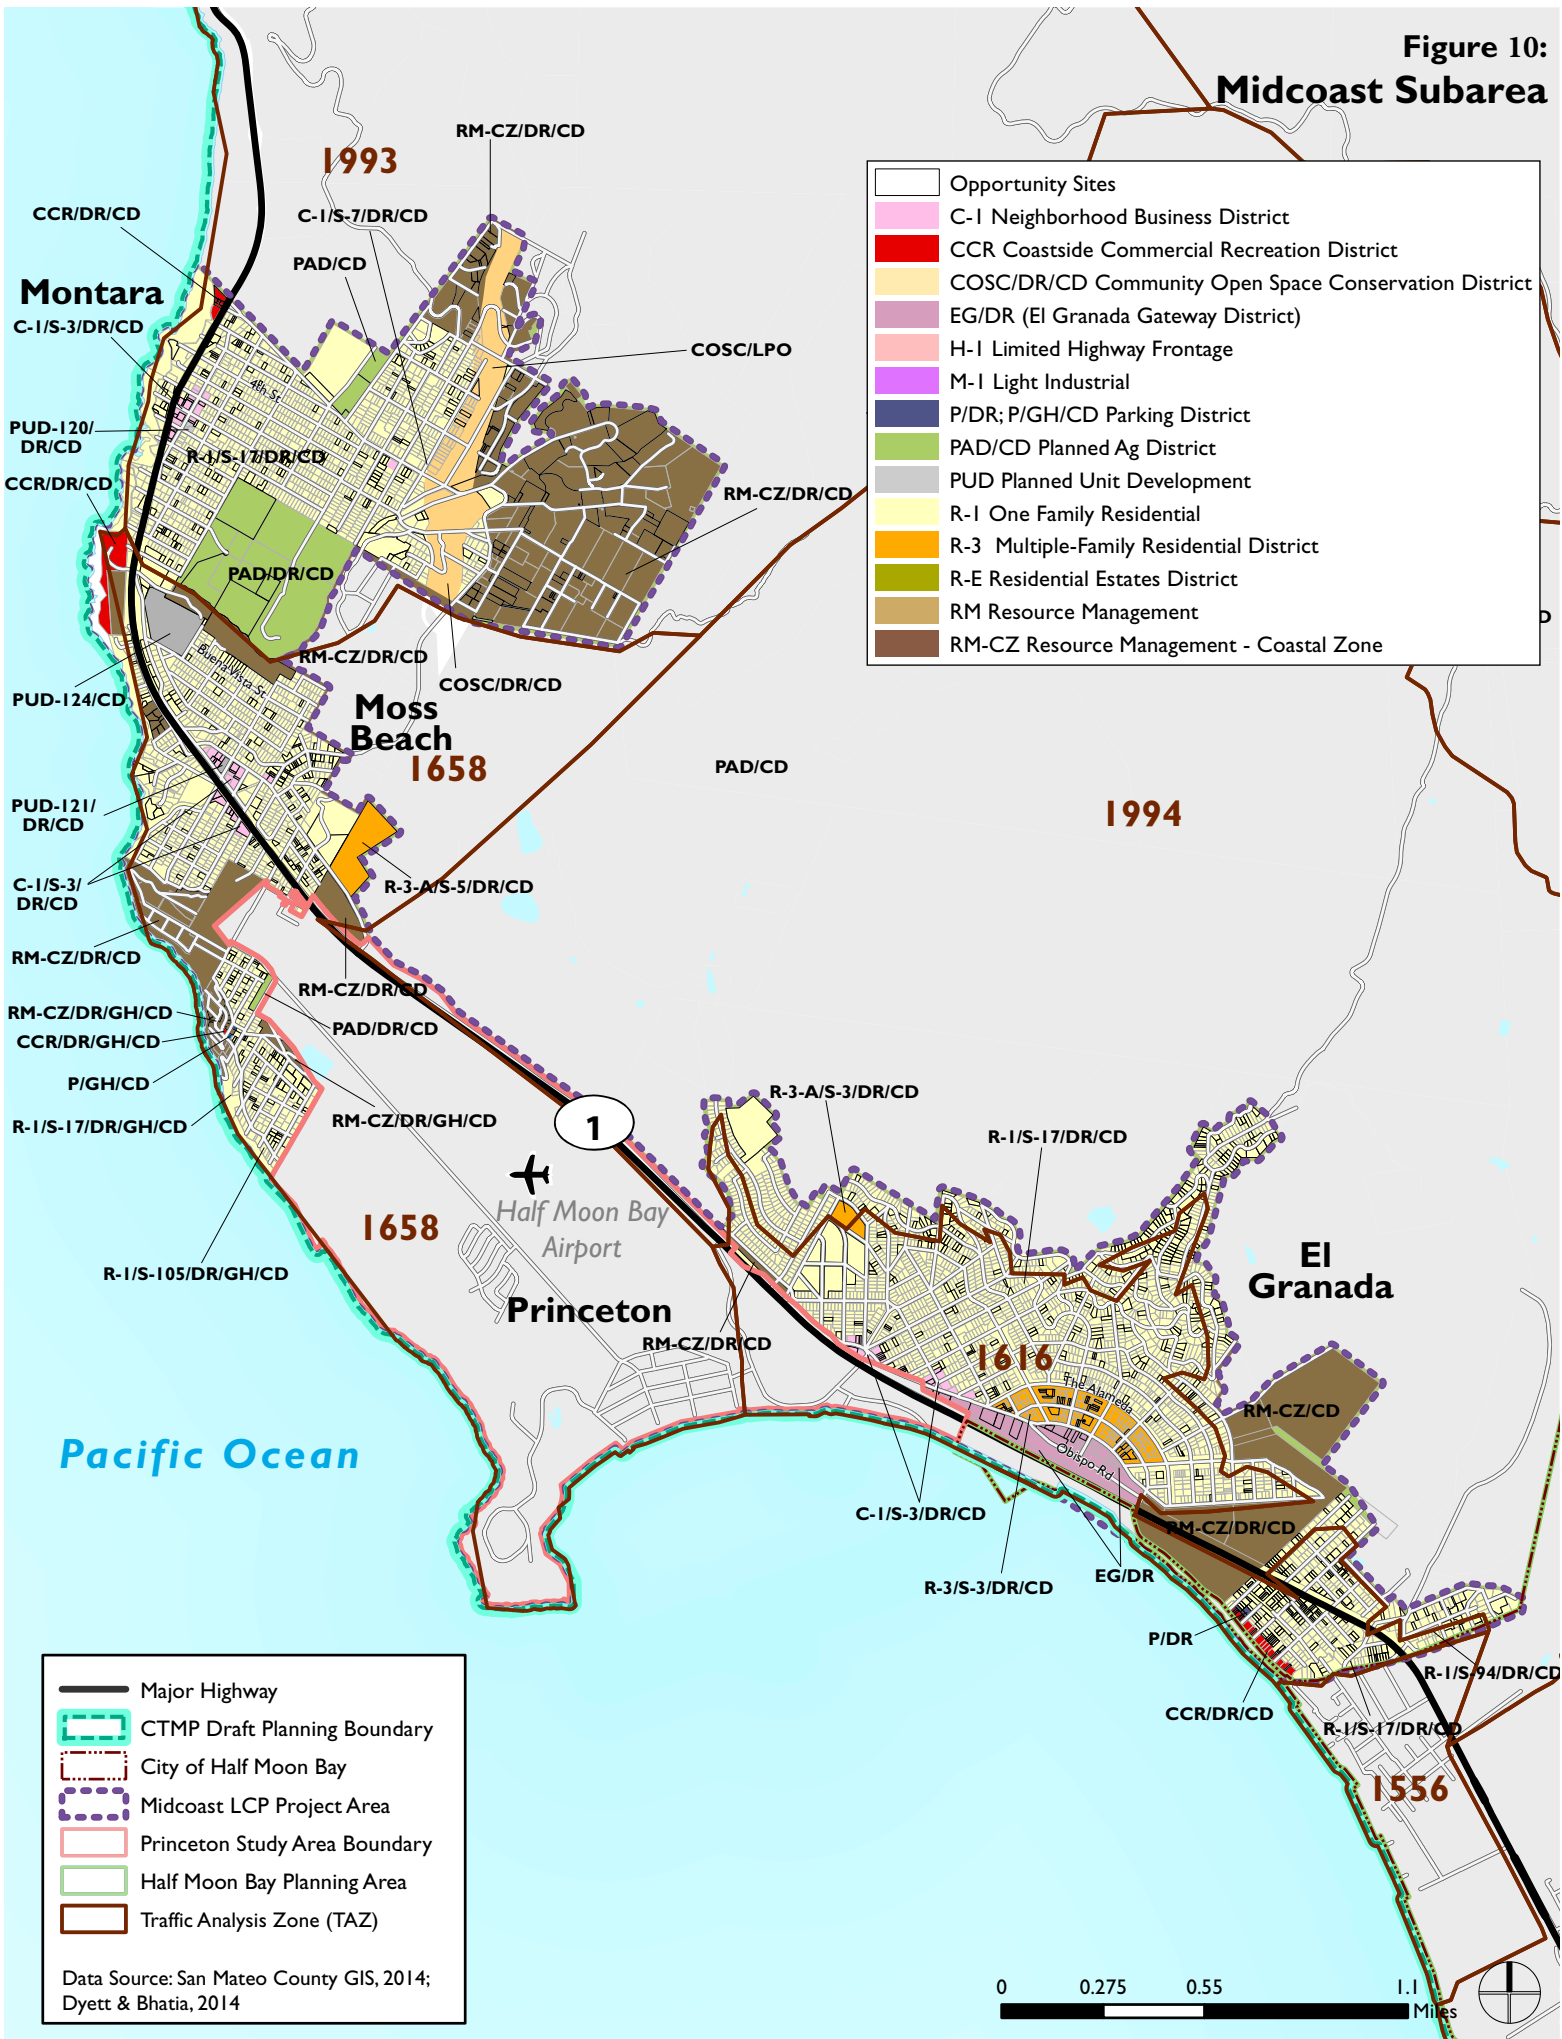 Figure 10:
Midcoast Subarea
RM-CZ/DR/CD
1993
CCR/DR/CD
C-1/S-7/DR/CD
PAD/CD
Montara
C-1/S-3/DR/CD
COSC/LPO
4th St
PUD-120/
DR/CD
R-1/S-17/DR/CD
CCR/DR/CD
RM-CZ/DR/CD
PAD/DR/CD
RM-CZ/DR/CD
Buena Vista St
COSC/DR/CD
PUD-124/CD
Moss
Beach
1658
PAD/CD
1994
PUD-121/
DR/CD
C-1/S-3/
DR/CD
R-3-A/S-5/DR/CD
RM-CZ/DR/CD
RM-CZ/DR/CD
RM-CZ/DR/GH/CD
PAD/DR/CD
CCR/DR/GH/CD
P/GH/CD
R-1/S-17/DR/GH/CD
RM-CZ/DR/GH/CD
R-3-A/S-3/DR/CD
1
R-1/S-17/DR/CD
Half Moon Bay
Airport
1658
R-1/S-105/DR/GH/CD
El
Granada
Princeton
RM-CZ/DR/CD
1616
The Alameda
RM-CZ/CD
Obispo Rd
Pacific Ocean
C-1/S-3/DR/CD
RM-CZ/DR/CD
EG/DR
R-3/S-3/DR/CD
P/DR
R-1/S-94/DR/CD
CCR/DR/CD
R-1/S-17/DR/CD
1556
Opportunity Sites
C-1 Neighborhood Business District
CCR Coastside Commercial Recreation District
COSC/DR/CD Community Open Space Conservation District
EG/DR (El Granada Gateway District)
H-1 Limited Highway Frontage
M-1 Light Industrial
P/DR; P/GH/CD Parking District
PAD/CD Planned Ag District
PUD Planned Unit Development
R-1 One Family Residential
R-3 Multiple-Family Residential District
R-E Residential Estates District
RM Resource Management
RM-CZ Resource Management - Coastal Zone
D
Major Highway
CTMP Draft Planning Boundary
City of Half Moon Bay
Midcoast LCP Project Area
Princeton Study Area Boundary
Half Moon Bay Planning Area
Traffic Analysis Zone (TAZ)
Data Source: San Mateo County GIS, 2014;
Dyett & Bhatia, 2014
0 0.275 0.55 1.1
Miles